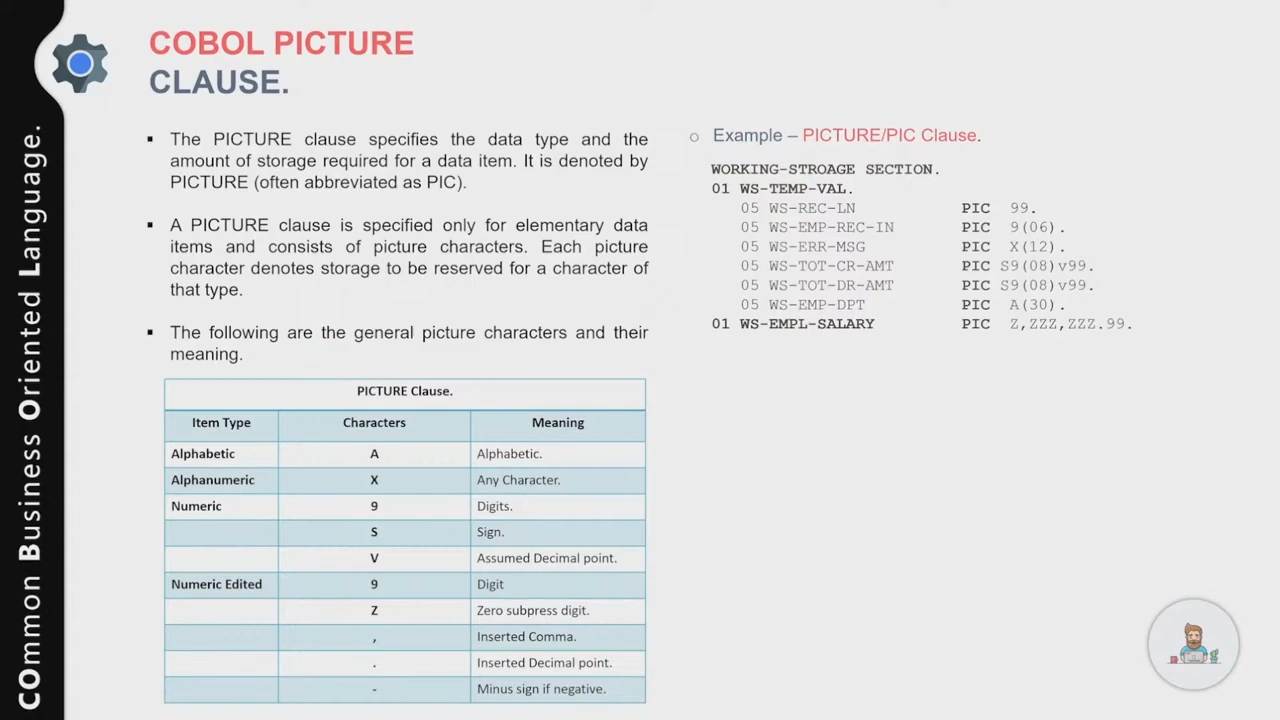 COmmon Business Oriented Language.
COBOL PICTURE
CLAUSE.
▪ The PICTURE clause specifies the data type and the
amount of storage required for a data item. It is denoted by
PICTURE (often abbreviated as PIC).
▪ A PICTURE clause is specified only for elementary data
items and consists of picture characters. Each picture
character denotes storage to be reserved for a character of
that type.
▪ The following are the general picture characters and their
meaning.
PICTURE Clause.
Item Type Characters Meaning
Alphabetic A Alphabetic.
Alphanumeric X Any Character.
Numeric 9 Digits.
S Sign.
V Assumed Decimal point.
Numeric Edited 9 Digit
Z Zero subpress digit.
, Inserted Comma.
. Inserted Decimal point.
- Minus sign if negative.
o Example – PICTURE/PIC Clause.
WORKING-STROAGE SECTION.
01 WS-TEMP-VAL.
05 WS-REC-LN PIC 99.
05 WS-EMP-REC-IN PIC 9(06).
05 WS-ERR-MSG PIC X(12).
05 WS-TOT-CR-AMT PIC S9(08)v99.
05 WS-TOT-DR-AMT PIC S9(08)v99.
05 WS-EMP-DPT PIC A(30).
01 WS-EMPL-SALARY PIC Z,ZZZ,ZZZ.99.